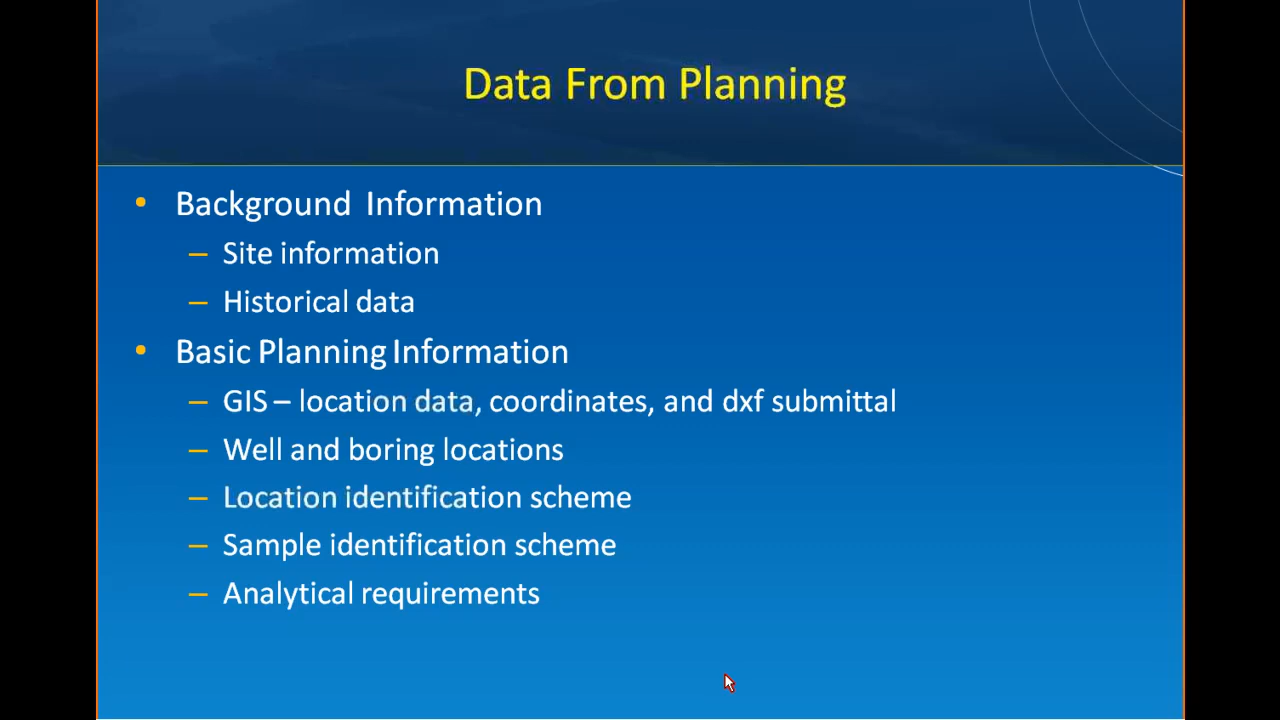 Data From Planning
• Background Information
– Site information
– Historical data
• Basic Planning Information
– GIS – location data, coordinates, and dxf submittal
– Well and boring locations
– Location identification scheme
– Sample identification scheme
– Analytical requirements